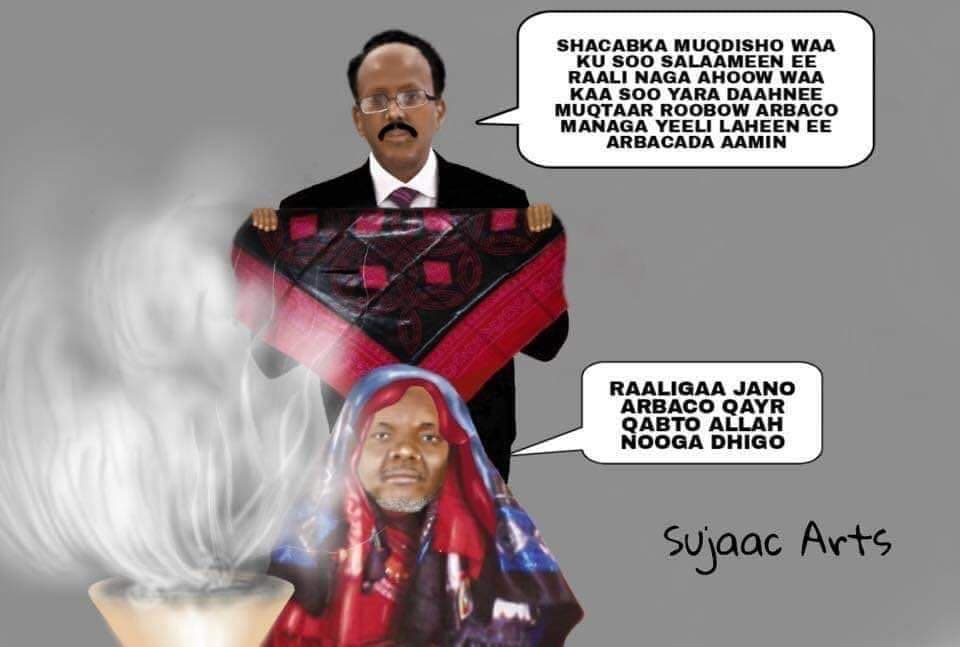 SHACABKA MUQDISHO WAA
KU SOO SALAAMEEN EE
RAALI NAGA AHOOW WAA
KAA SOO YARA DAAHNEE
MUQTAAR ROOBOW ARBACO
MANAGA YEELI LAHEEN EE
ARBACADA AAMIN
RAALIGAA JANO
ARBACO QAYR
QABTO ALLAH
NOOGA DHIGO
Sujaac Arts